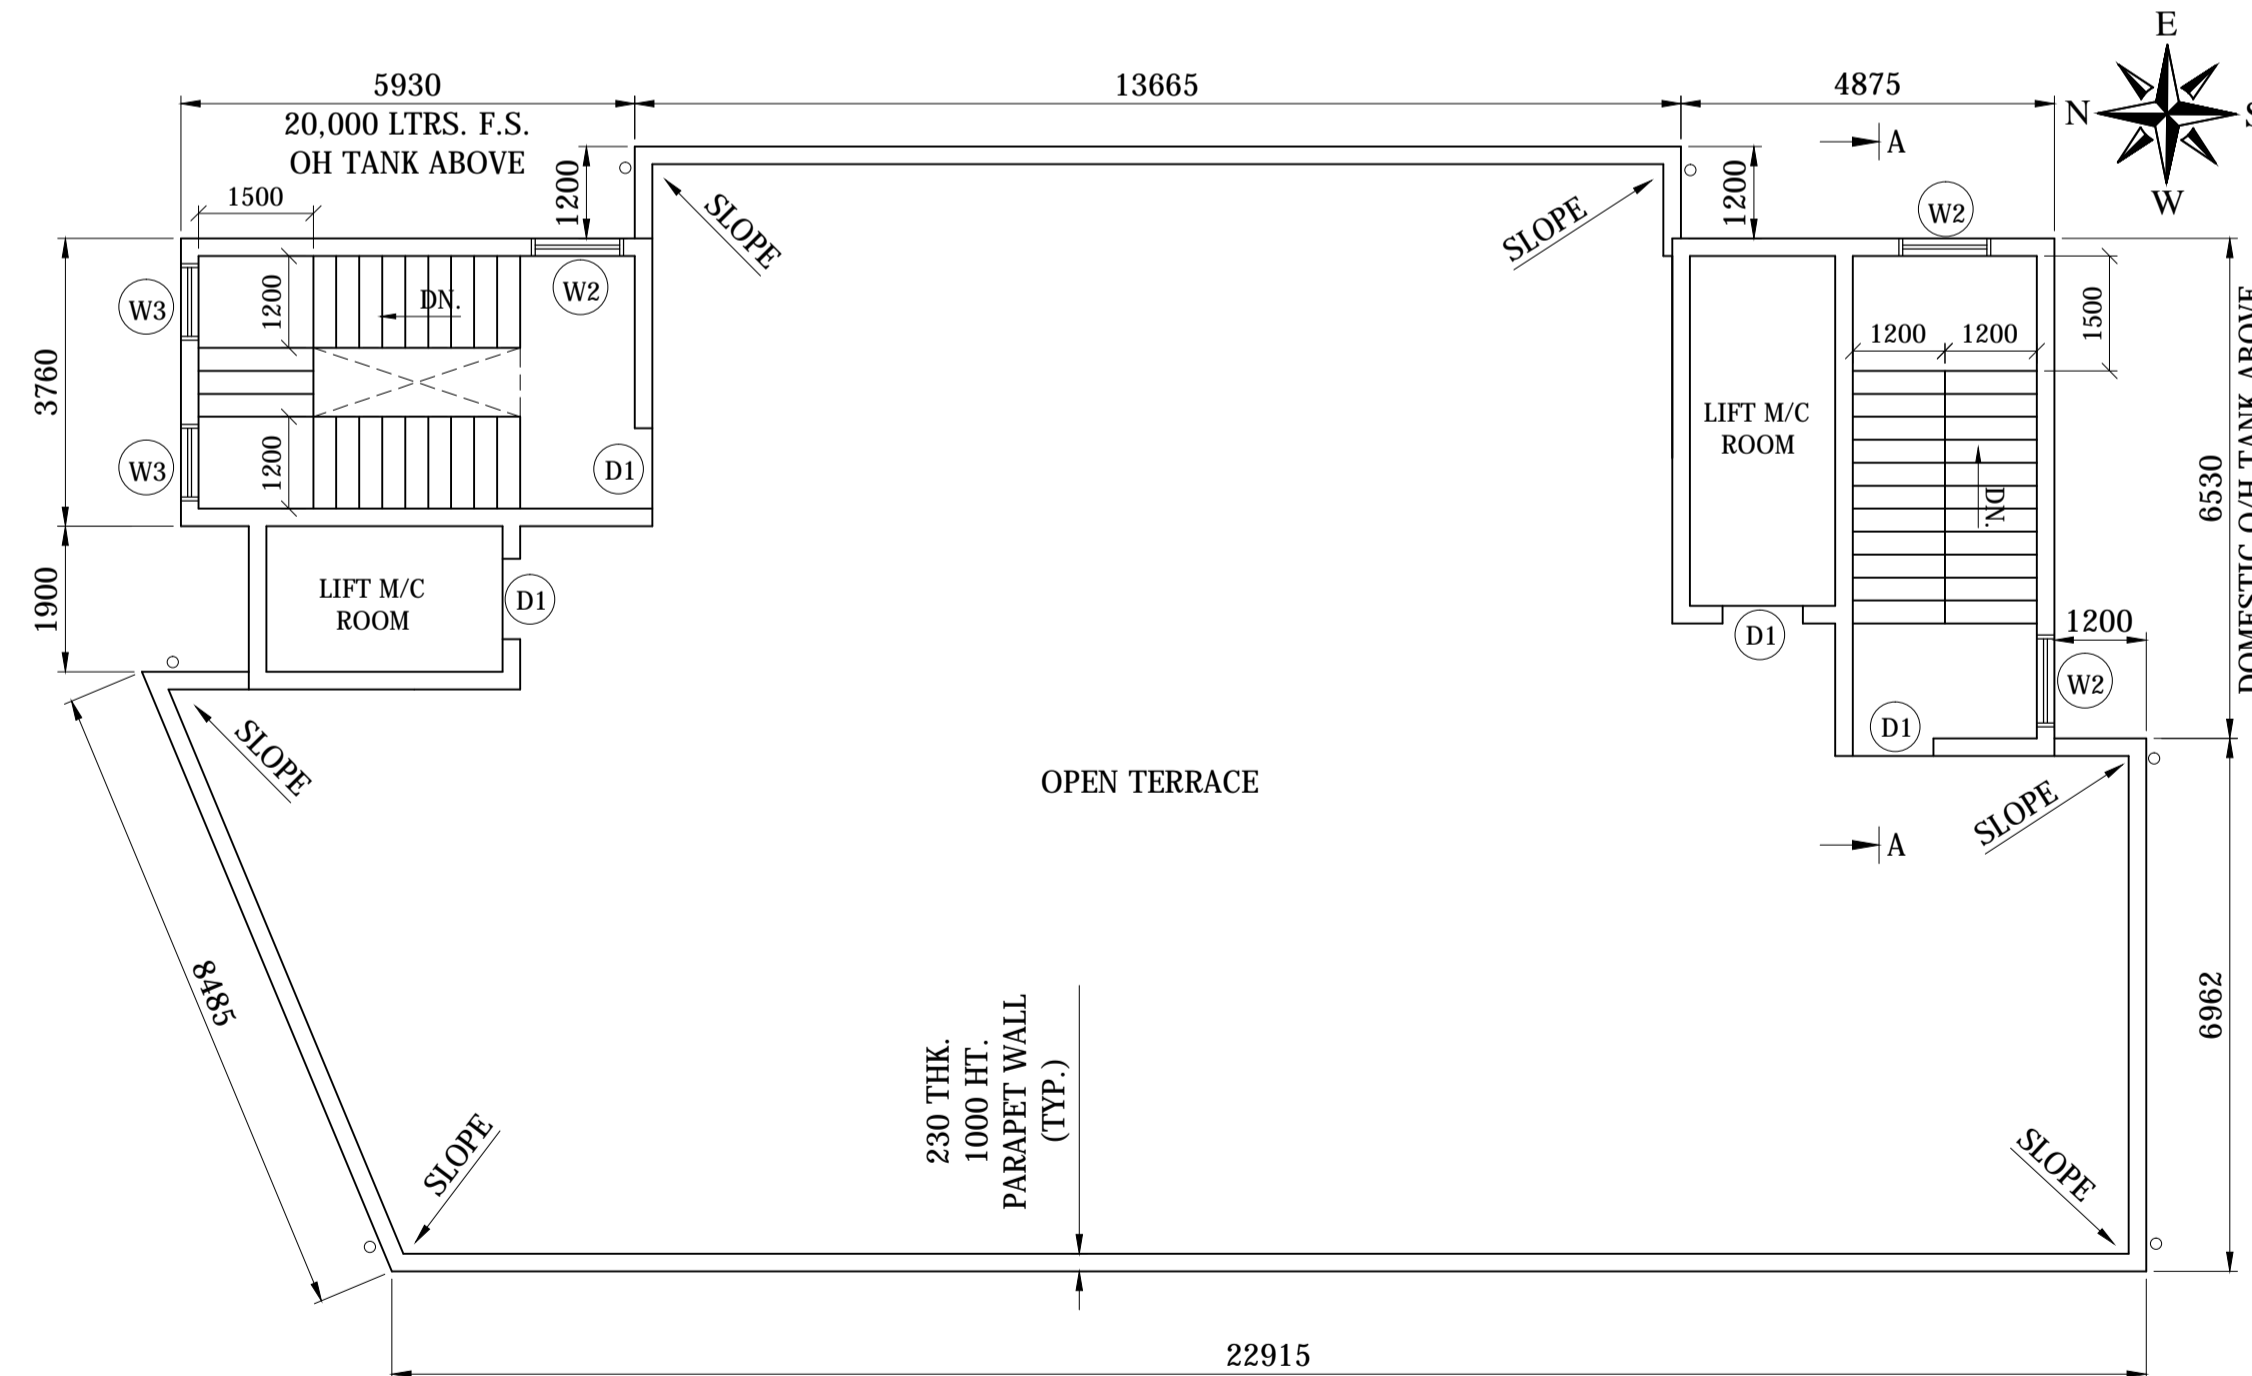 E
5930
13665
4875
N
S
20,000 LTRS. F.S.
OH TANK ABOVE
A
1200
1200
W
1500
W2
SLOPE
SLOPE
W3
1200
DN.
W2
1500
DOMESTIC O/H TANK ABOVE
1200
1200
3760
LIFT M/C
ROOM
W3
1200
D1
DN.
6530
1900
LIFT M/C
ROOM
D1
D1
1200
W2
SLOPE
D1
OPEN TERRACE
SLOPE
A
8485
6962
230 THK.
1000 HT.
PARAPET WALL
(TYP.)
SLOPE
SLOPE
22915